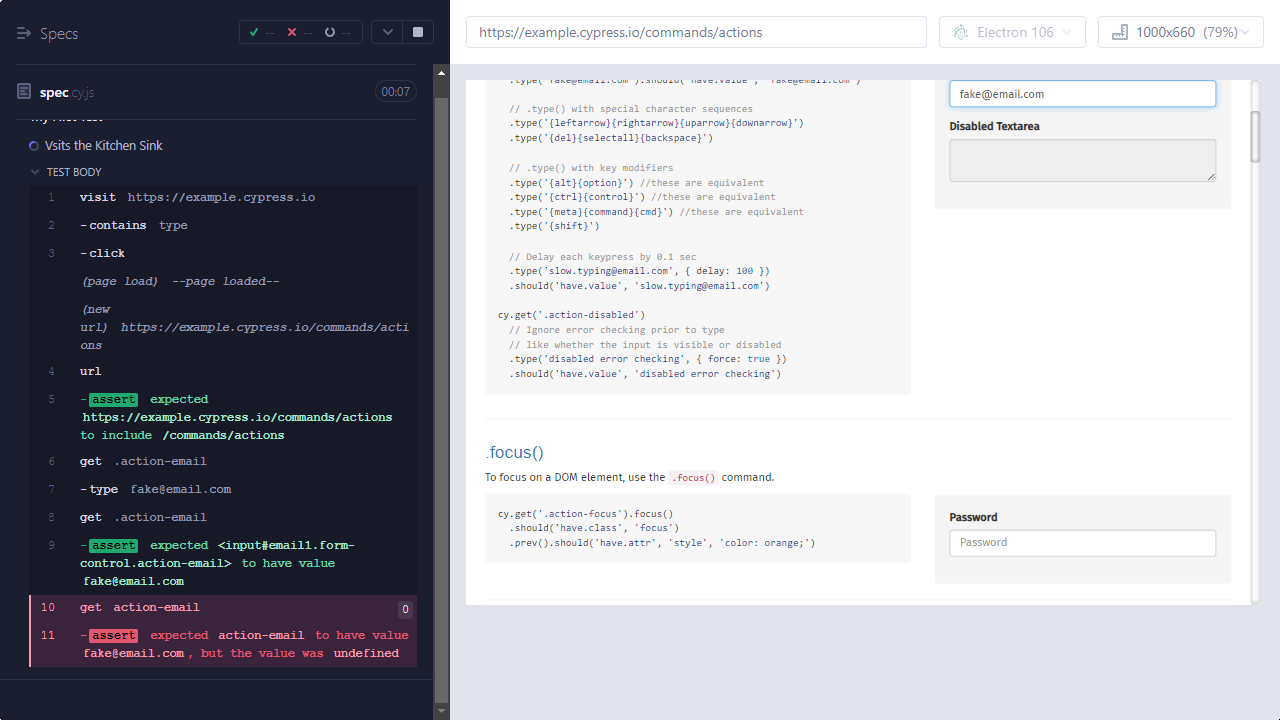 Specs
-- -- --
spec.cy.js 00:07
My First Test
Vsits the Kitchen Sink
TEST BODY
1 visit https://example.cypress.io
2 -contains type
3 -click
(page load) --page loaded--
(new
url) https://example.cypress.io/commands/acti
ons
4 url
5 -assert expected
https://example.cypress.io/commands/actions
to include /commands/actions
6 get .action-email
7 -type fake@email.com
8 get .action-email
9 -assert expected <input#email1.form-
control.action-email> to have value
fake@email.com
10 get action-email 0
11 -assert expected action-email to have value
fake@email.com, but the value was undefined
https://example.cypress.io/commands/actions
Electron 106
1000x660 (79%)
.type('fake@email.com').should('have.value', 'fake@email.com')
// .type() with special character sequences
.type('{leftarrow}{rightarrow}{uparrow}{downarrow}')
.type('{del}{selectall}{backspace}')
// .type() with key modifiers
.type('{alt}{option}') //these are equivalent
.type('{ctrl}{control}') //these are equivalent
.type('{meta}{command}{cmd}') //these are equivalent
.type('{shift}')
// Delay each keypress by 0.1 sec
.type('slow.typing@email.com', { delay: 100 })
.should('have.value', 'slow.typing@email.com')
cy.get('.action-disabled')
// Ignore error checking prior to type
// like whether the input is visible or disabled
.type('disabled error checking', { force: true })
.should('have.value', 'disabled error checking')
fake@email.com
Disabled Textarea
.focus()
To focus on a DOM element, use the .focus() command.
cy.get('.action-focus').focus()
.should('have.class', 'focus')
.prev().should('have.attr', 'style', 'color: orange;')
Password
Password